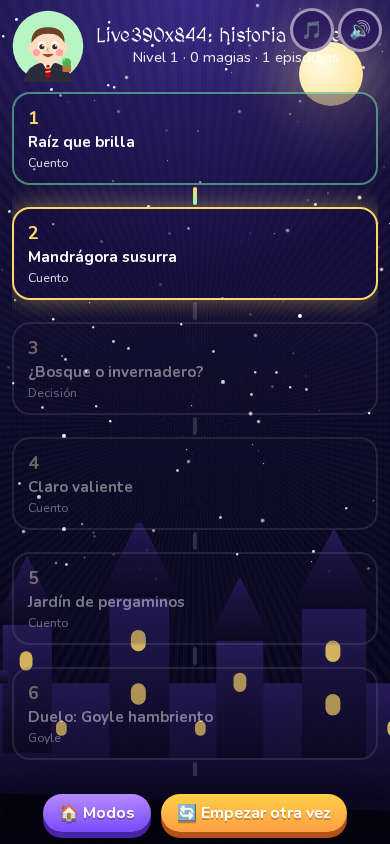 Live390x844: historia
Nivel 1 · 0 magias · 1 episodios
1
Raíz que brilla
Cuento
2
Mandrágora susurra
Cuento
3
¿Bosque o invernadero?
Decisión
4
Claro valiente
Cuento
5
Jardín de pergaminos
Cuento
6
Duelo: Goyle hambriento
Goyle
🏠 Modos
🔄 Empezar otra vez